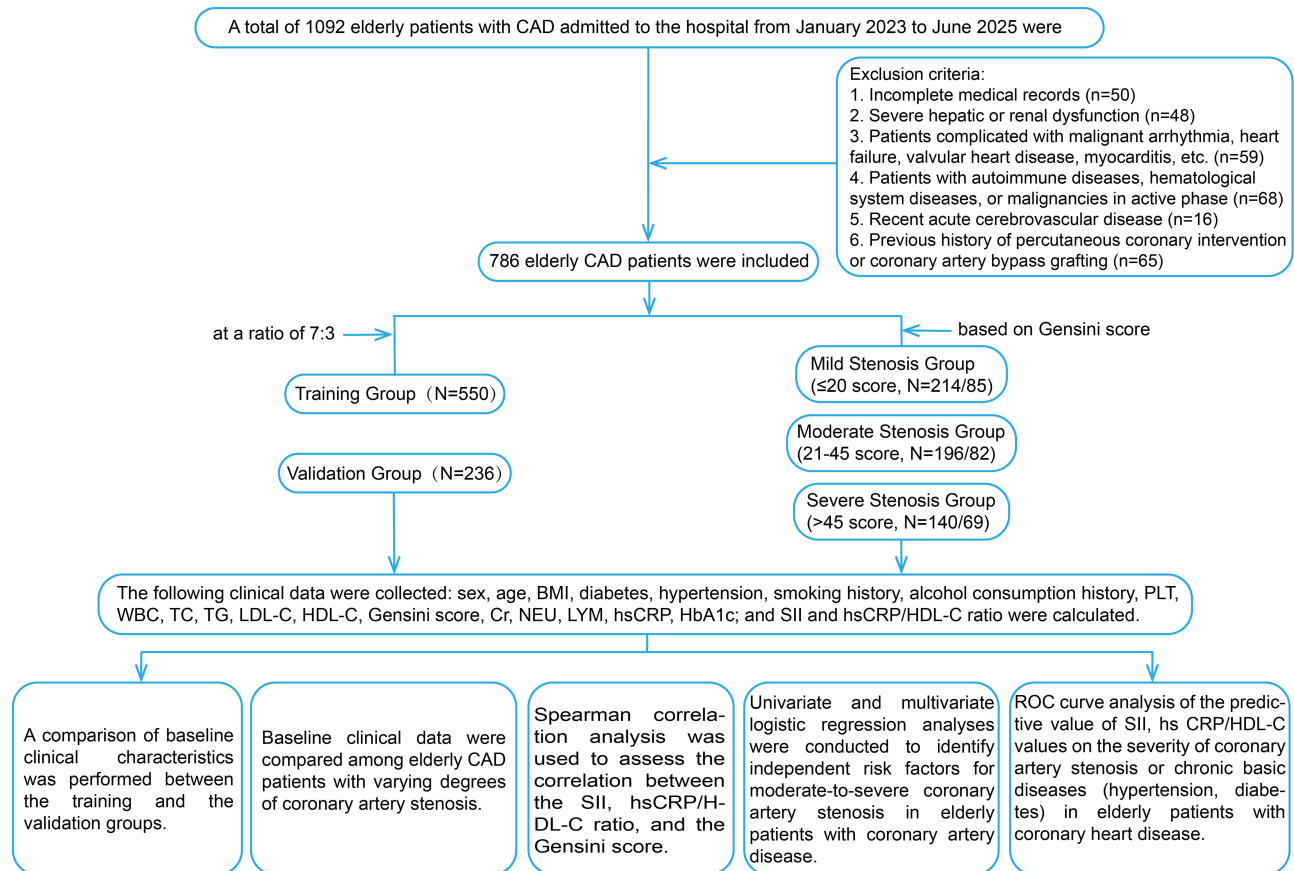 A total of 1092 elderly patients with CAD admitted to the hospital from January 2023 to June 2025 were
Exclusion criteria:
1. Incomplete medical records (n=50)
2. Severe hepatic or renal dysfunction (n=48)
3. Patients complicated with malignant arrhythmia, heart
failure, valvular heart disease, myocarditis, etc. (n=59)
4. Patients with autoimmune diseases, hematological
system diseases, or malignancies in active phase (n=68)
5. Recent acute cerebrovascular disease (n=16)
6. Previous history of percutaneous coronary intervention
or coronary artery bypass grafting (n=65)
786 elderly CAD patients were included
at a ratio of 7:3
based on Gensini score
Training Group（N=550）
Validation Group（N=236）
Mild Stenosis Group
(≤20 score, N=214/85)
Moderate Stenosis Group
(21-45 score, N=196/82)
Severe Stenosis Group
(>45 score, N=140/69)
The following clinical data were collected: sex, age, BMI, diabetes, hypertension, smoking history, alcohol consumption history, PLT,
WBC, TC, TG, LDL-C, HDL-C, Gensini score, Cr, NEU, LYM, hsCRP, HbA1c; and SII and hsCRP/HDL-C ratio were calculated.
A comparison of baseline
clinical characteristics
was performed between
the training and the
validation groups.
Baseline clinical data were
compared among elderly CAD
patients with varying degrees
of coronary artery stenosis.
Spearman correla-
tion analysis was
used to assess the
correlation between
the SII, hsCRP/H-
DL-C ratio, and the
Gensini score.
Univariate and multivariate
logistic regression analyses
were conducted to identify
independent risk factors for
moderate-to-severe coronary
artery stenosis in elderly
patients with coronary artery
disease.
ROC curve analysis of the predic-
tive value of SII, hs CRP/HDL-C
values on the severity of coronary
artery stenosis or chronic basic
diseases (hypertension, diabe-
tes) in elderly patients with
coronary heart disease.